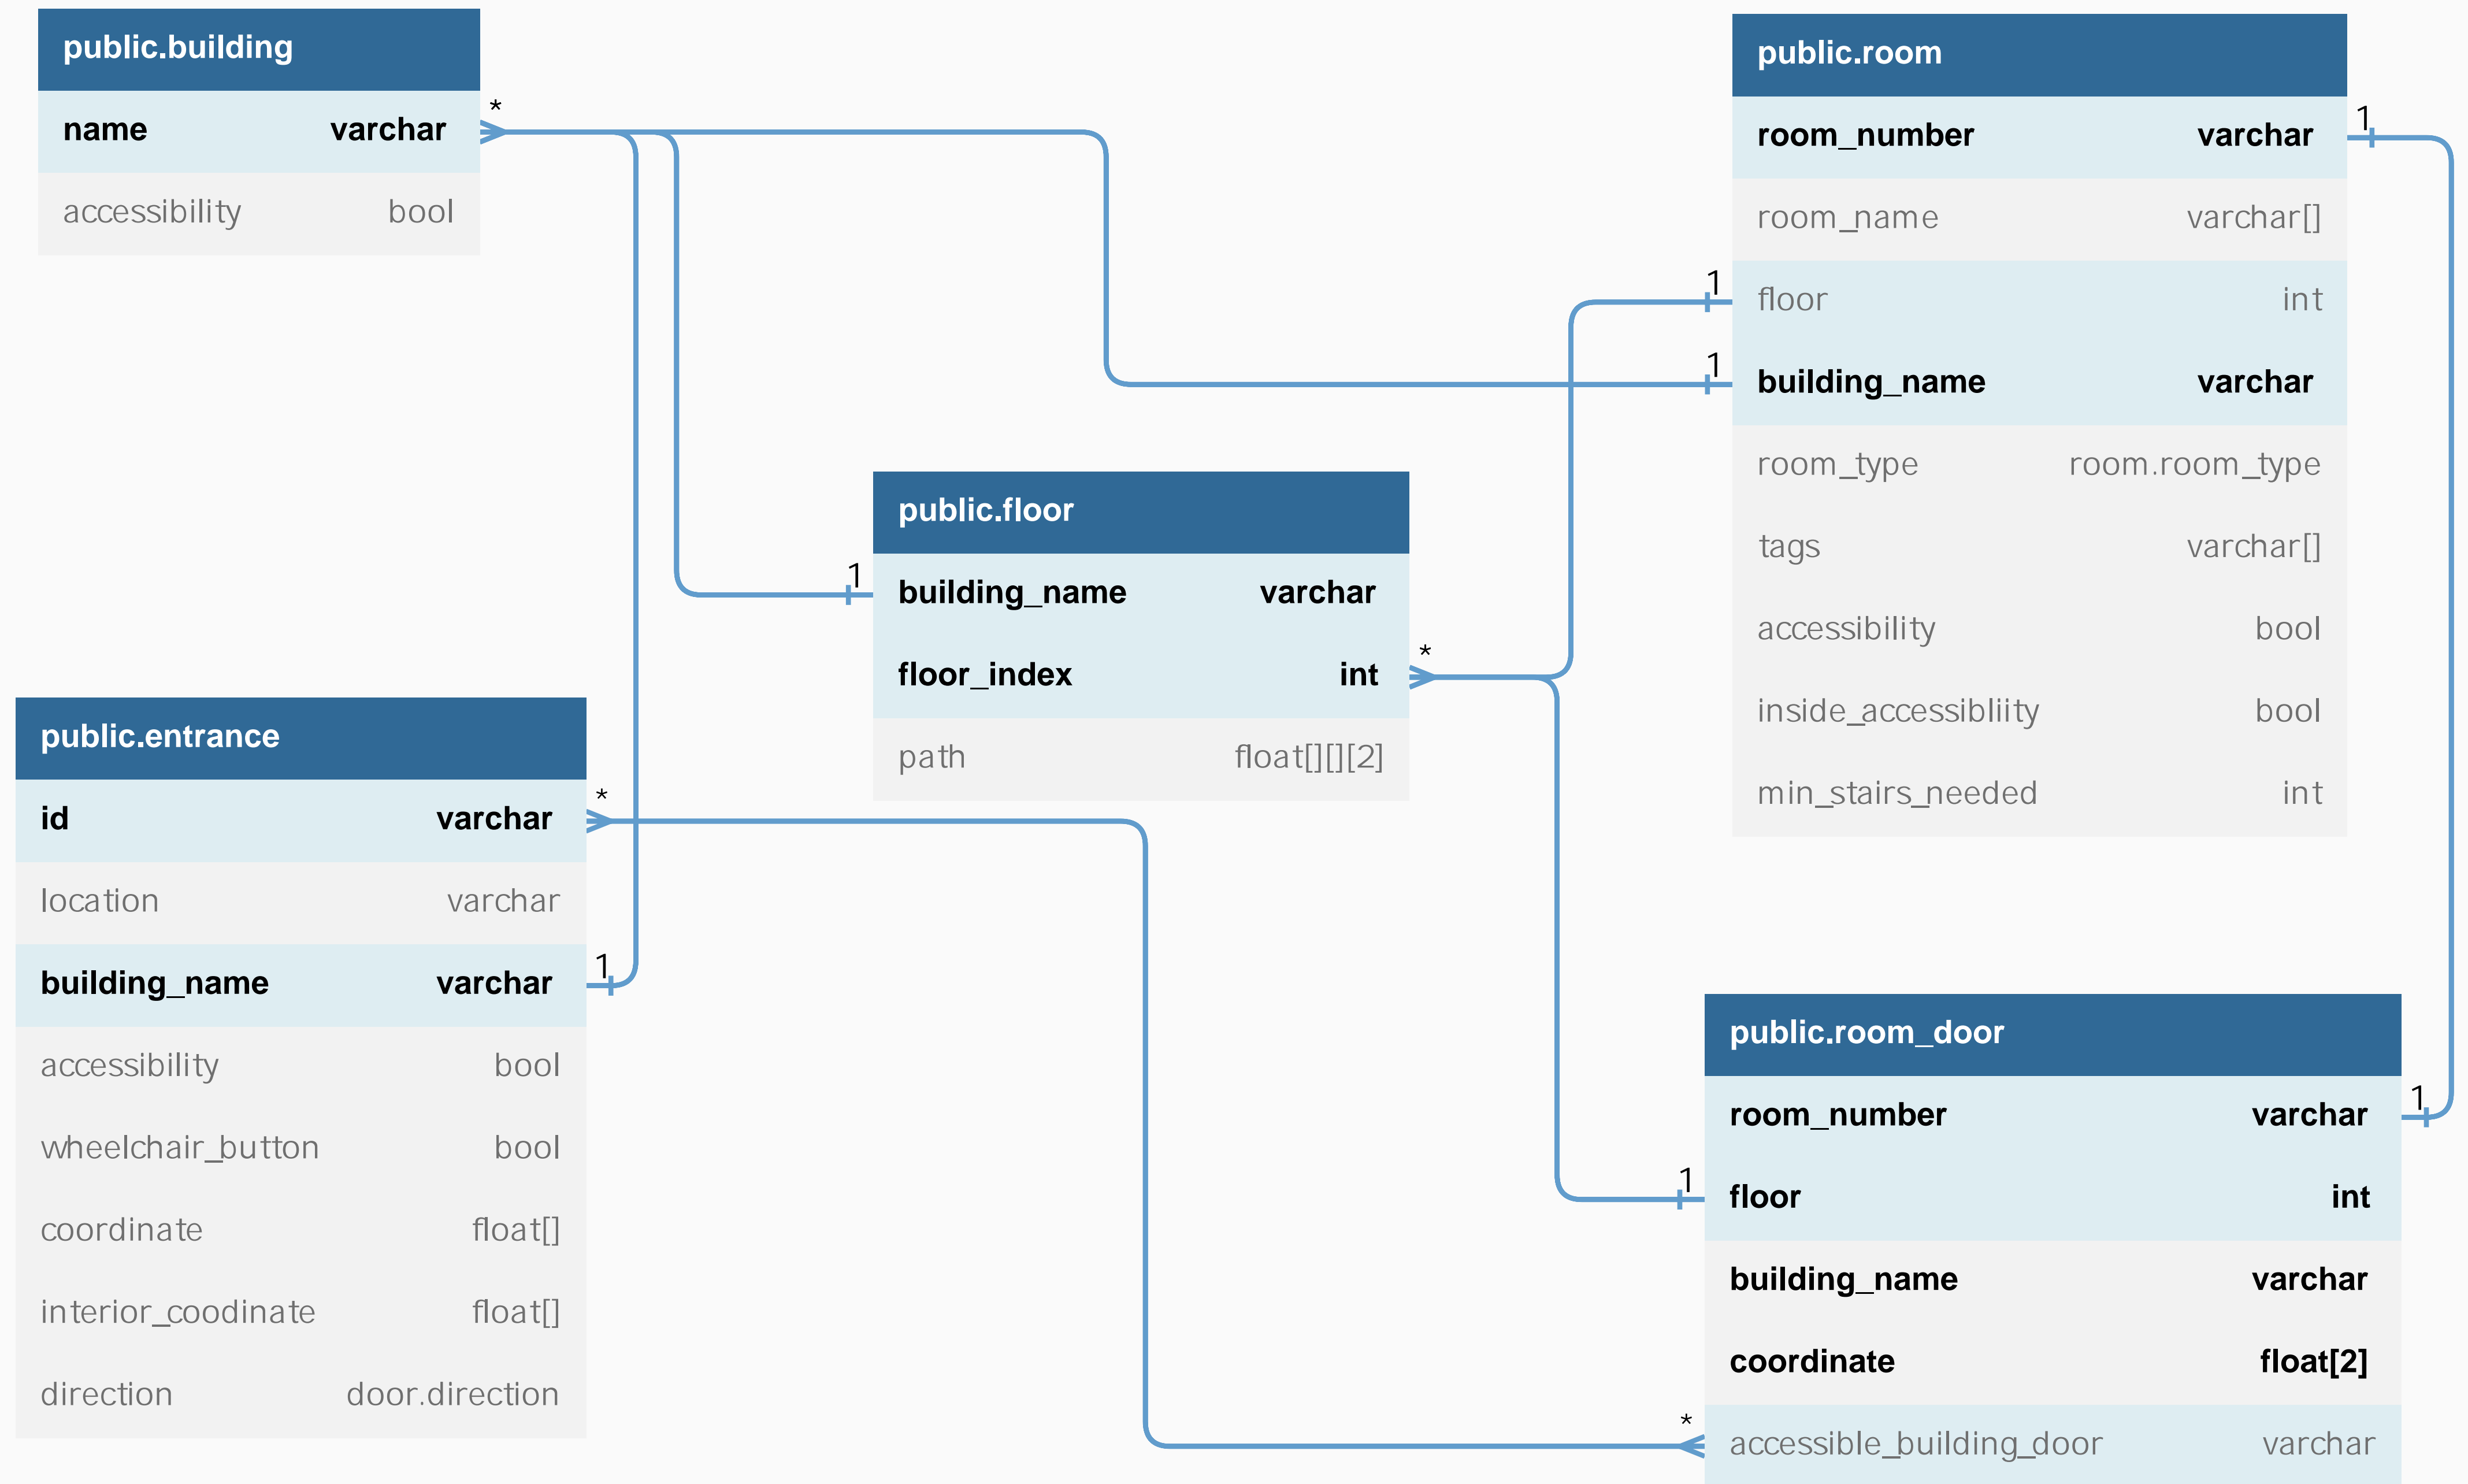 public.building
name varchar
accessibility bool
*
public.room
room_number varchar
room_name varchar[]
floor int
building_name varchar
room_type room.room_type
tags varchar[]
accessibility bool
inside_accessibliity bool
min_stairs_needed int
1
1
1
public.floor
building_name varchar
floor_index int
path float[][][2]
1
*
public.entrance
id varchar
location varchar
building_name varchar
accessibility bool
wheelchair_button bool
coordinate float[]
interior_coodinate float[]
direction door.direction
*
1
public.room_door
room_number varchar
floor int
building_name varchar
coordinate float[2]
accessible_building_door varchar
1
1
*